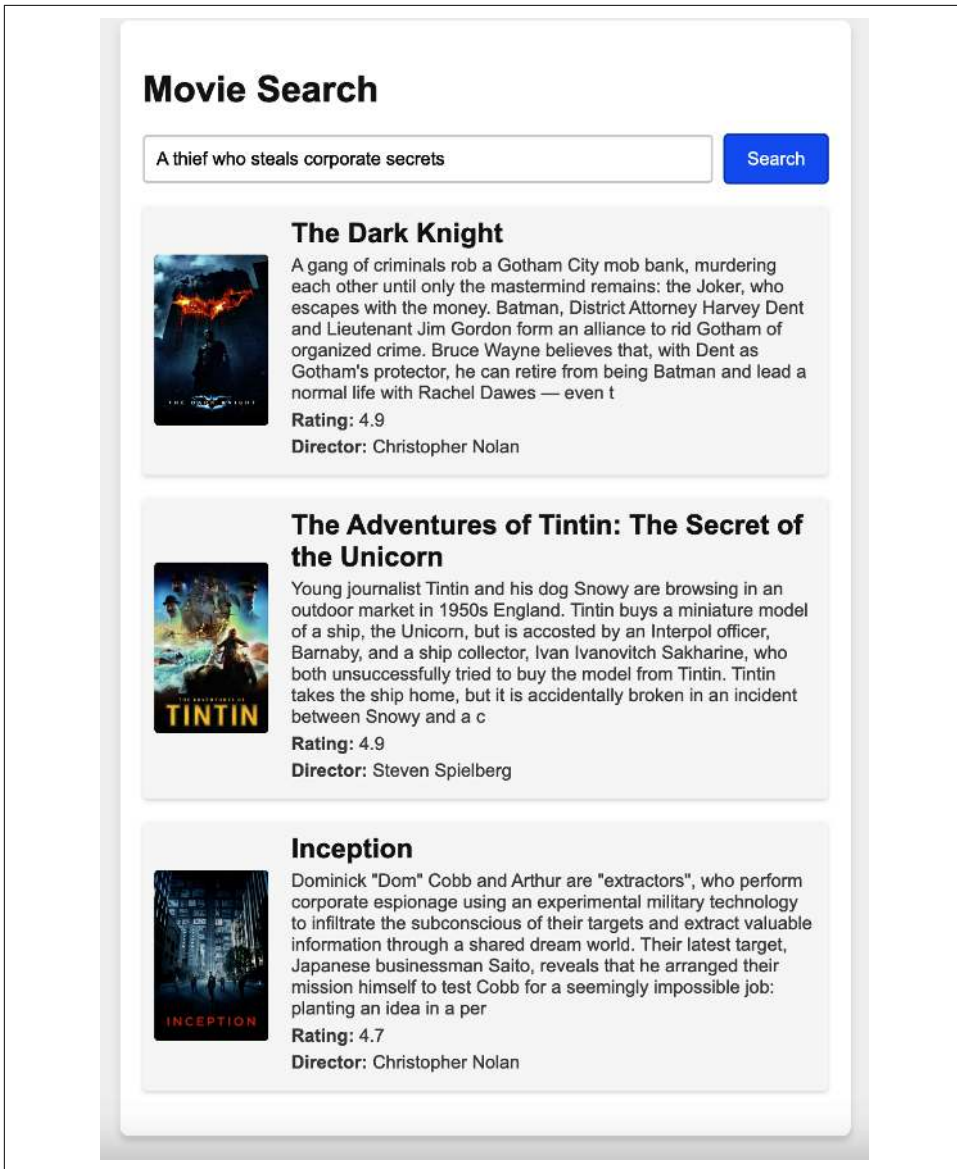 Movie Search
A thief who steals corporate secrets
Search
The Dark Knight
A gang of criminals rob a Gotham City mob bank, murdering
each other until only the mastermind remains: the Joker, who
escapes with the money. Batman, District Attorney Harvey Dent
and Lieutenant Jim Gordon form an alliance to rid Gotham of
organized crime. Bruce Wayne believes that, with Dent as
Gotham's protector, he can retire from being Batman and lead a
normal life with Rachel Dawes — even t
Rating: 4.9
Director: Christopher Nolan
THE DARK KNIGHT
The Adventures of Tintin: The Secret of
the Unicorn
Young journalist Tintin and his dog Snowy are browsing in an
outdoor market in 1950s England. Tintin buys a miniature model
of a ship, the Unicorn, but is accosted by an Interpol officer,
Barnaby, and a ship collector, Ivan Ivanovitch Sakharine, who
both unsuccessfully tried to buy the model from Tintin. Tintin
takes the ship home, but it is accidentally broken in an incident
between Snowy and a c
Rating: 4.9
Director: Steven Spielberg
THE ADVENTURES OF
TINTIN
Inception
Dominick "Dom" Cobb and Arthur are "extractors", who perform
corporate espionage using an experimental military technology
to infiltrate the subconscious of their targets and extract valuable
information through a shared dream world. Their latest target,
Japanese businessman Saito, reveals that he arranged their
mission himself to test Cobb for a seemingly impossible job:
planting an idea in a per
Rating: 4.7
Director: Christopher Nolan
INCEPTION